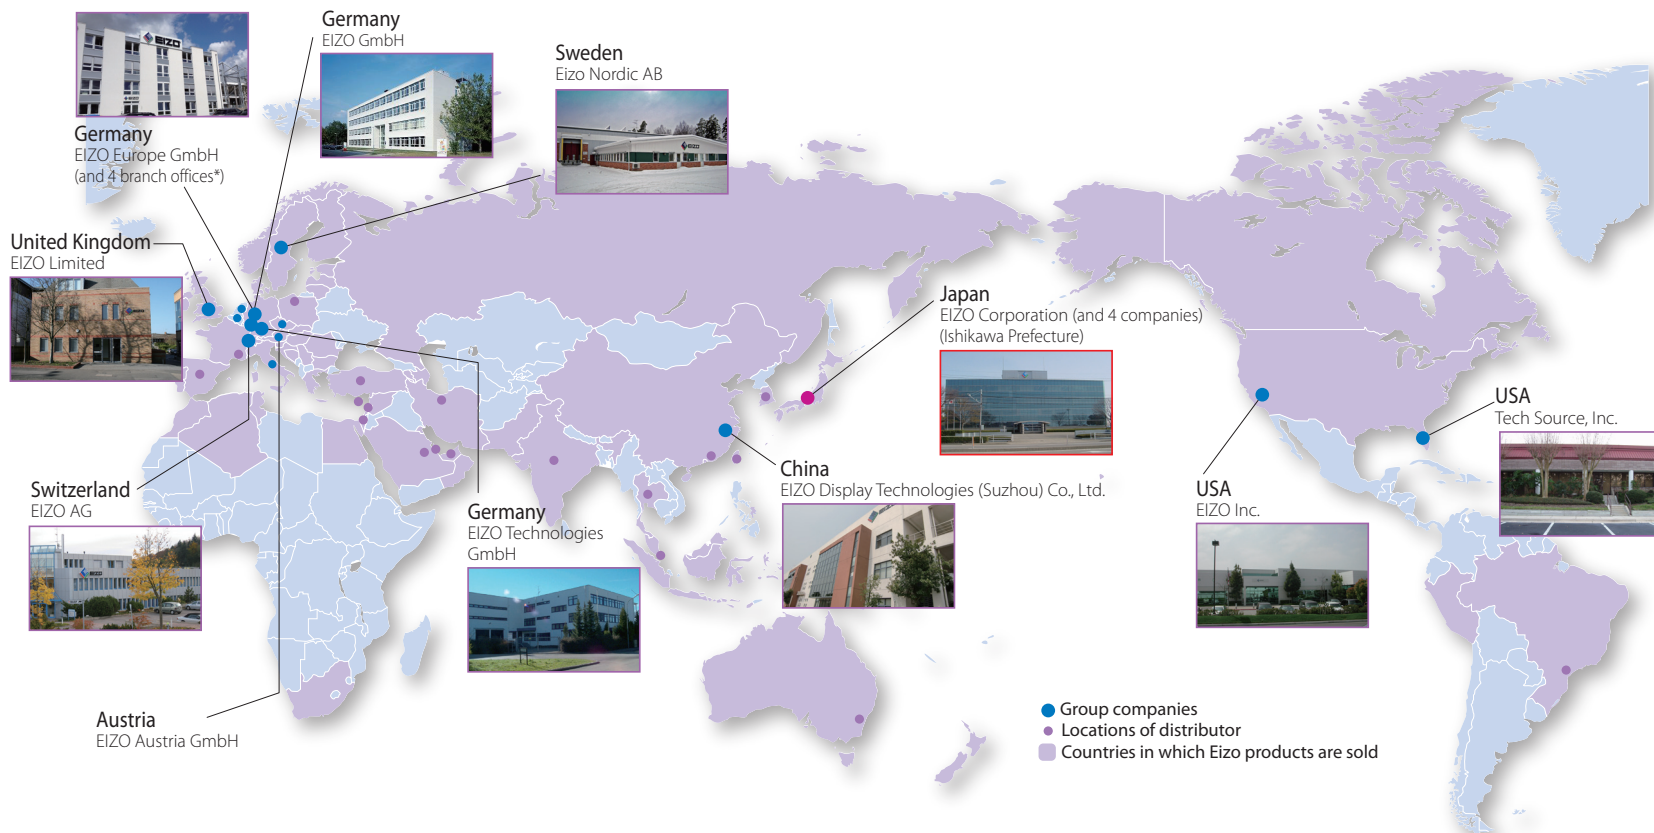 EIZO
Germany
EIZO Europe GmbH
(and 4 branch offices*)
Germany
EIZO GmbH
Sweden
Eizo Nordic AB
EIZO
United Kingdom
EIZO Limited
Japan
EIZO Corporation (and 4 companies)
(Ishikawa Prefecture)
USA
Tech Source, Inc.
Switzerland
EIZO AG
EIZO
Germany
EIZO Technologies
GmbH
China
EIZO Display Technologies (Suzhou) Co., Ltd.
USA
EIZO Inc.
Austria
EIZO Austria GmbH
Group companies
Locations of distributor
Countries in which Eizo products are sold